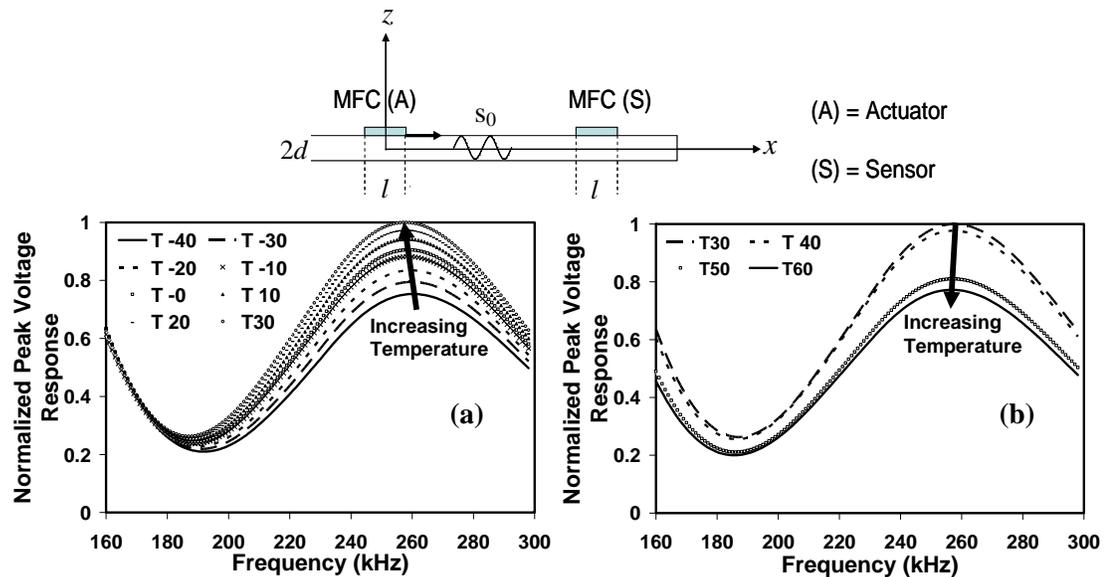 z
MFC (A)
MFC (S)
(A) = Actuator
s0
2d
x
(S) = Sensor
l
l
Normalized Peak Voltage
Response
1
0.8
0.6
0.4
0.2
0
T -40
T -30
T -20
T -10
T -0
T 10
T 20
T30
Increasing
Temperature
(a)
160 180 200 220 240 260 280 300
Frequency (kHz)
Normalized Peak Voltage
Response
1
0.8
0.6
0.4
0.2
0
T30
T 40
T50
T60
Increasing
Temperature
(b)
160 180 200 220 240 260 280 300
Frequency (kHz)